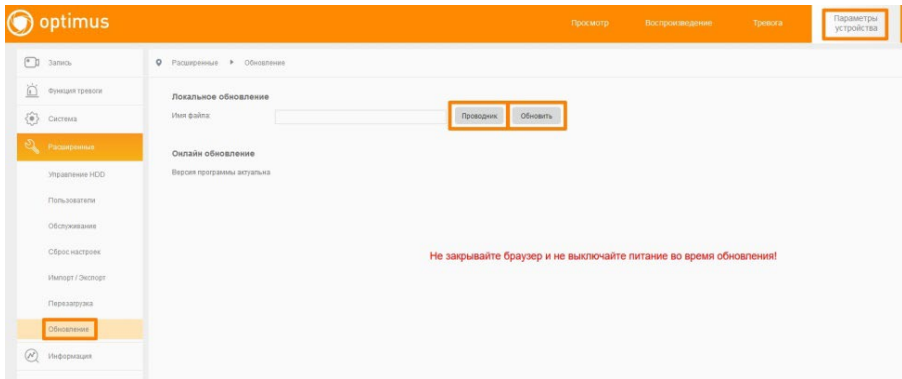 optimus
Просмотр
Воспроизведение
Тревога
Параметры
устройства
Запись
Функция тревоги
Система
Расширенные
Управление HDD
Пользователи
Обслуживание
Сброс настроек
Импорт / Экспорт
Перезагрузка
Обновление
Информация
Расширенные Обновление
Локальное обновление
Имя файла: Проводник Обновить
Онлайн обновление
Версия программы актуальна
Не закрывайте браузер и не выключайте питание во время обновления!